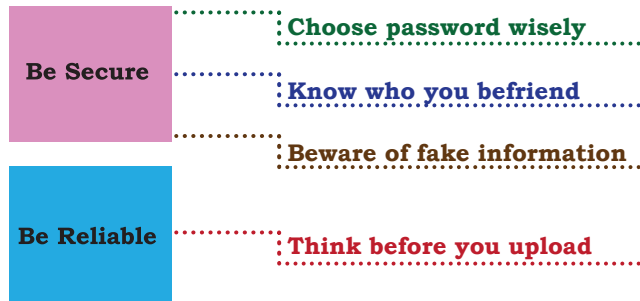 Be Secure
Choose password wisely
Know who you befriend
Beware of fake information
Be Reliable
Think before you upload